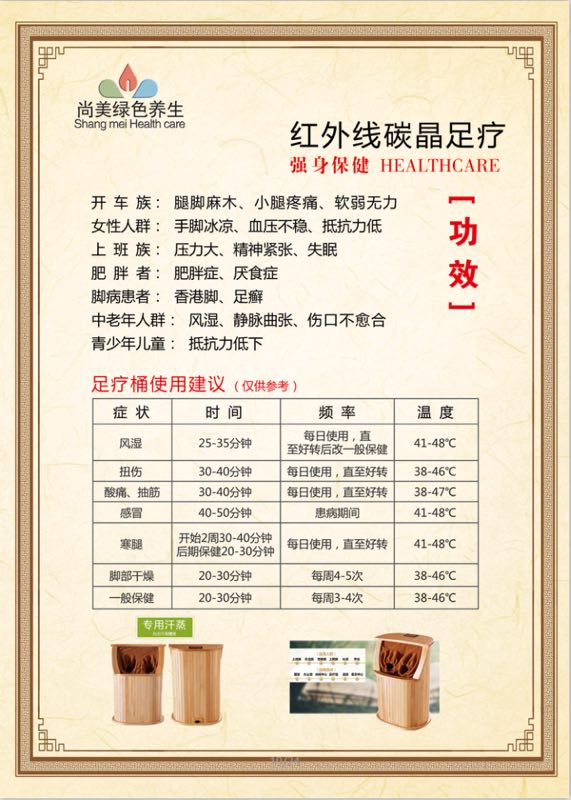 尚美绿色养生
Shang mei Health care
红外线碳晶足疗
强身保健 HEALTHCARE
[功效]
开车族：腿脚麻木、小腿疼痛、软弱无力
女性人群：手脚冰凉、血压不稳、抵抗力低
上班族：压力大、精神紧张、失眠
肥胖者：肥胖症、厌食症
脚病患者：香港脚、足癣
中老年人群：风湿、静脉曲张、伤口不愈合
青少年儿童：抵抗力低下
足疗桶使用建议（仅供参考）
症状 时间 频率 温度
风湿 25-35分钟 每日使用，直至好转后改一般保健 41-48℃
扭伤 30-40分钟 每日使用，直至好转 38-46℃
酸痛、抽筋 30-40分钟 每日使用，直至好转 38-47℃
感冒 40-50分钟 患病期间 41-48℃
寒腿 开始2周30-40分钟 后期保健20-30分钟 每日使用，直至好转 41-48℃
脚部干燥 20-30分钟 每周4-5次 38-46℃
一般保健 20-30分钟 每周3-4次 38-46℃
专用汗蒸